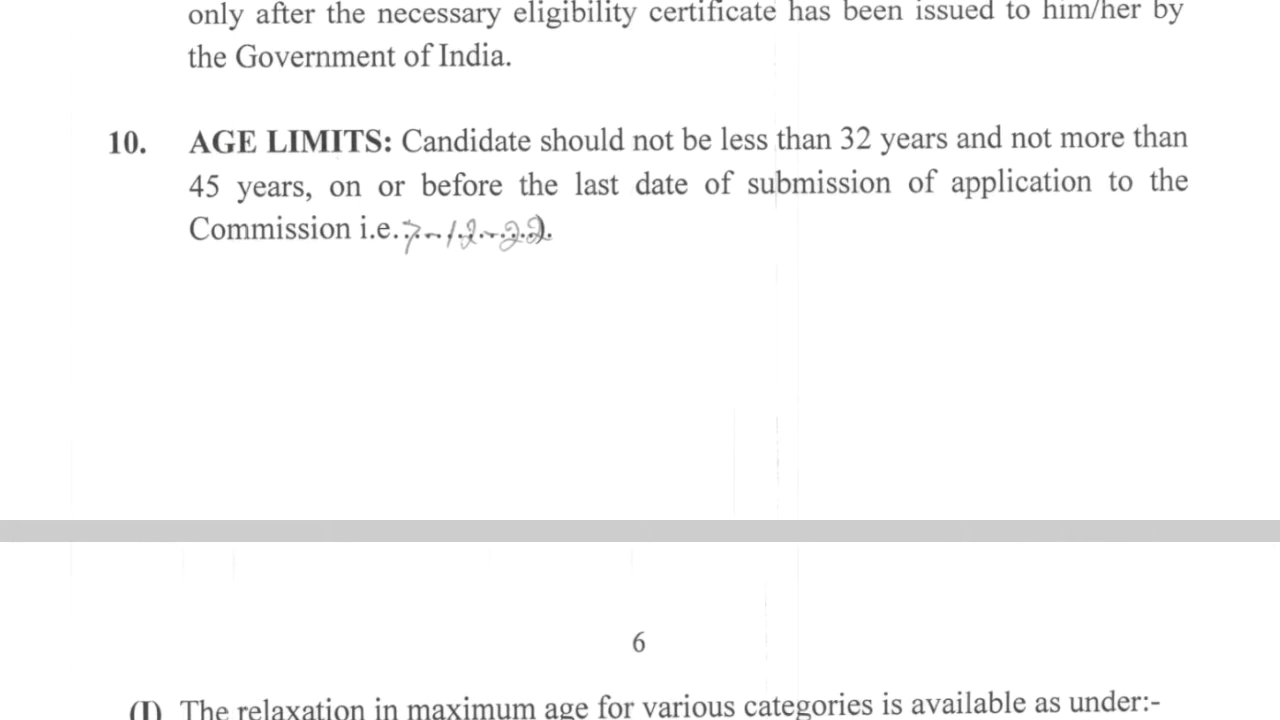 only after the necessary eligibility certificate has been issued to him/her by
the Government of India.
10. AGE LIMITS: Candidate should not be less than 32 years and not more than
45 years, on or before the last date of submission of application to the
Commission i.e. 7-12-22).
6
(I) The relaxation in maximum age for various categories is available as under:-